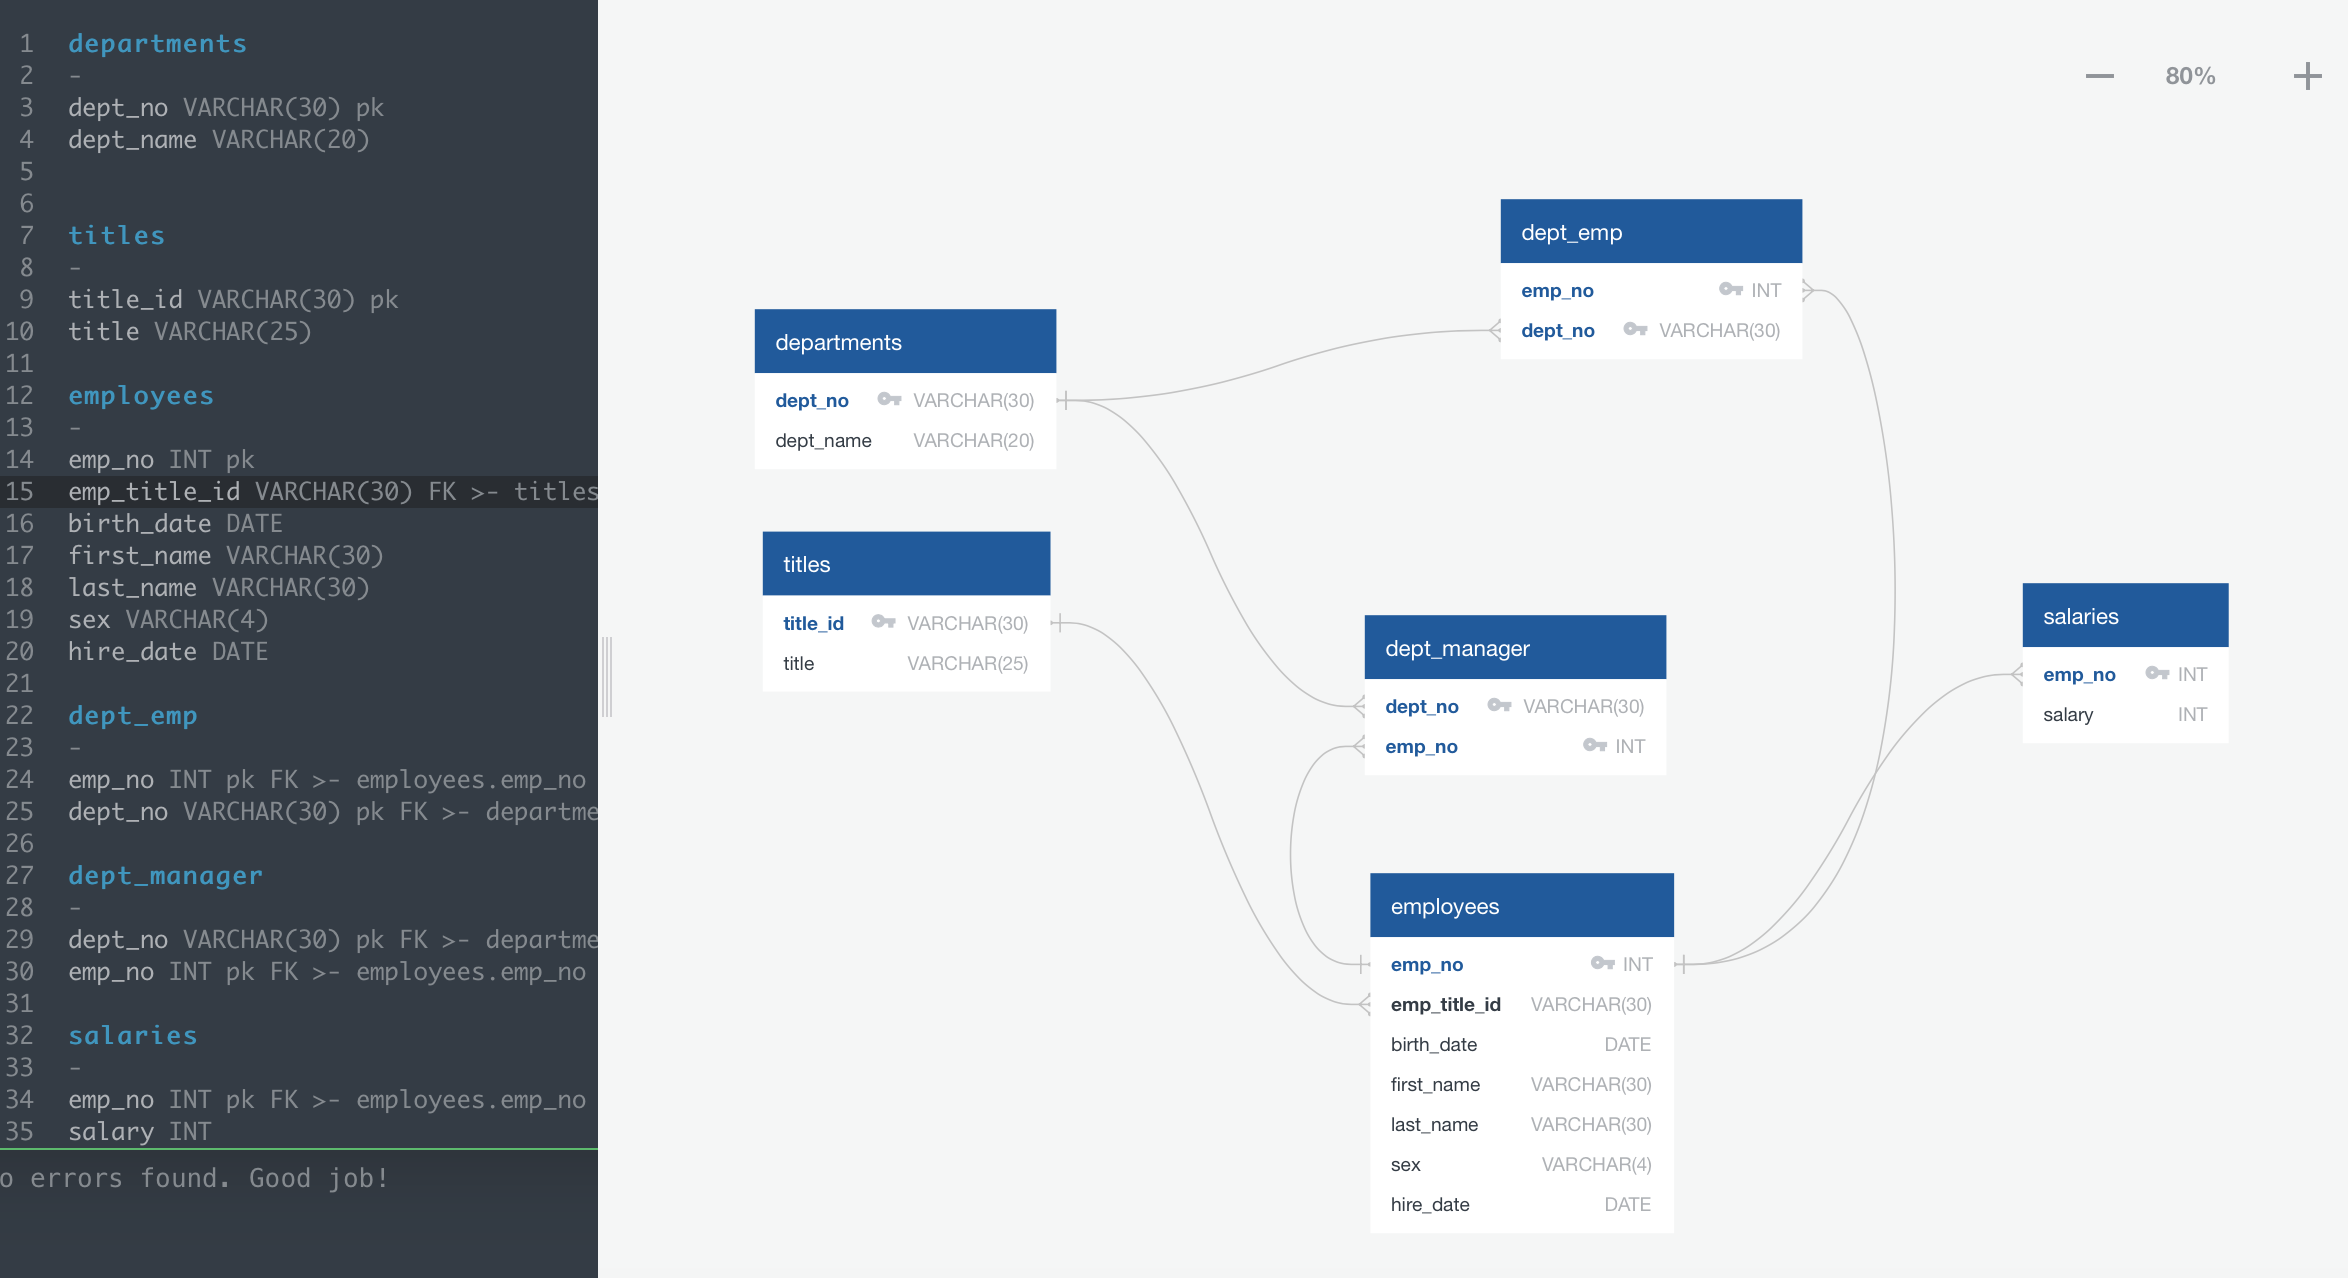 1 departments
2 -
3 dept_no VARCHAR(30) pk
4 dept_name VARCHAR(20)
5
6
7 titles
8 -
9 title_id VARCHAR(30) pk
10 title VARCHAR(25)
11
12 employees
13 -
14 emp_no INT pk
15 emp_title_id VARCHAR(30) FK >- titles
16 birth_date DATE
17 first_name VARCHAR(30)
18 last_name VARCHAR(30)
19 sex VARCHAR(4)
20 hire_date DATE
21
22 dept_emp
23 -
24 emp_no INT pk FK >- employees.emp_no
25 dept_no VARCHAR(30) pk FK >- departme
26
27 dept_manager
28 -
29 dept_no VARCHAR(30) pk FK >- departme
30 emp_no INT pk FK >- employees.emp_no
31
32 salaries
33 -
34 emp_no INT pk FK >- employees.emp_no
35 salary INT
o errors found. Good job!
80%
departments
dept_no VARCHAR(30)
dept_name VARCHAR(20)
titles
title_id VARCHAR(30)
title VARCHAR(25)
dept_emp
emp_no INT
dept_no VARCHAR(30)
dept_manager
dept_no VARCHAR(30)
emp_no INT
employees
emp_no INT
emp_title_id VARCHAR(30)
birth_date DATE
first_name VARCHAR(30)
last_name VARCHAR(30)
sex VARCHAR(4)
hire_date DATE
salaries
emp_no INT
salary INT